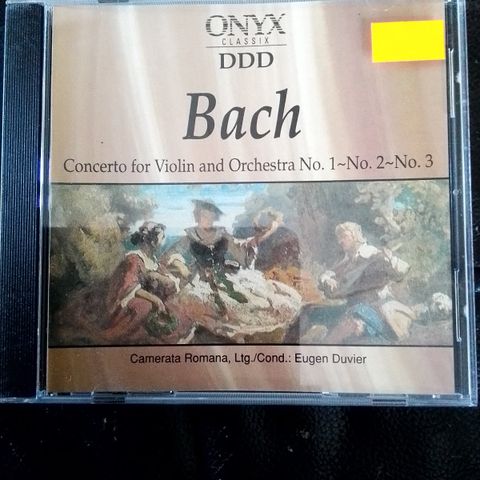 ONYX
CLASSIX
DDD
Bach
Concerto for Violin and Orchestra No. 1~No. 2~No. 3
Camerata Romana, Ltg./Cond.: Eugen Duvier